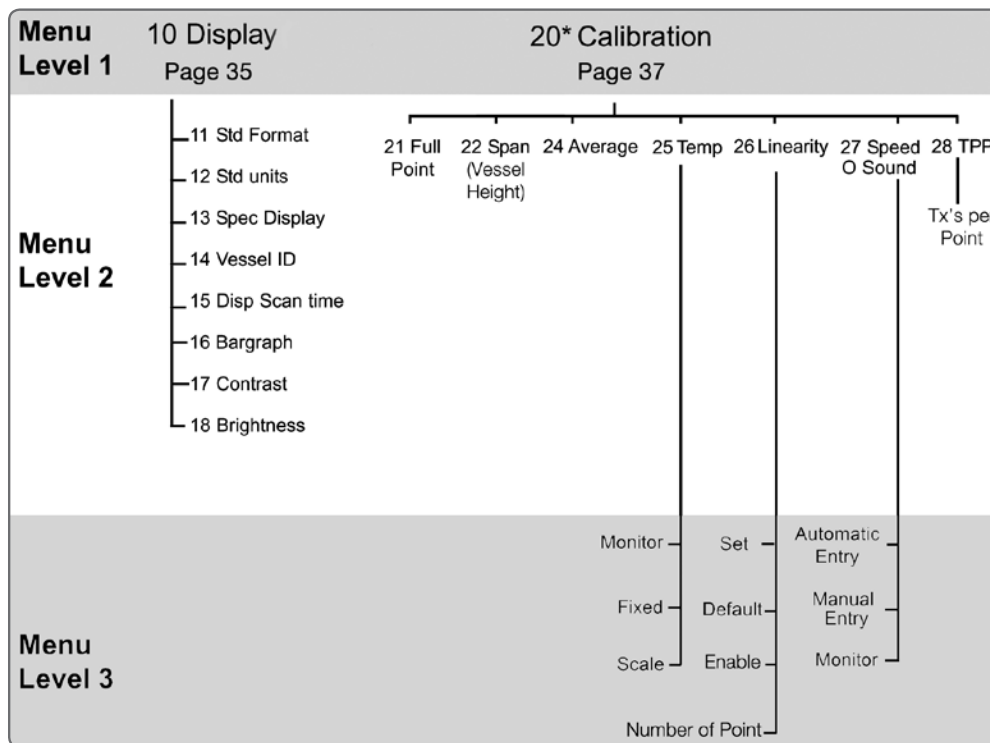 Menu
Level 1
10 Display
Page 35
20* Calibration
Page 37
Menu
Level 2
11 Std Format
12 Std units
13 Spec Display
14 Vessel ID
15 Disp Scan time
16 Bargraph
17 Contrast
18 Brightness
21 Full
Point
22 Span
(Vessel
Height)
24 Average
25 Temp
26 Linearity
27 Speed
O Sound
28 TPP
Tx's pe
Point
Menu
Level 3
Monitor
Fixed
Scale
Set
Default
Enable
Number of Point
Automatic
Entry
Manual
Entry
Monitor